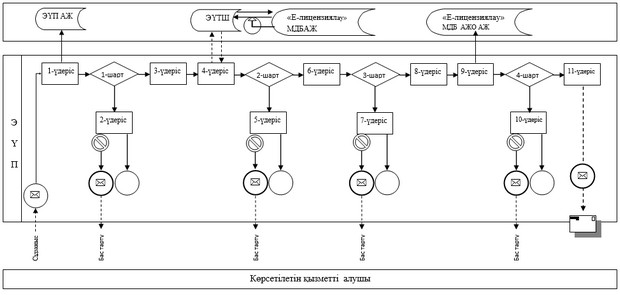 ЭҮП АЖ
ЭҮТШ
«Е-лицензиялау»
МДБАЖ
«Е-лицензиялау»
МДБ АЖО АЖ
ЭҮП
1-үдеріс
1-шарт
3-үдеріс
4-үдеріс
2-шарт
6-үдеріс
3-шарт
8-үдеріс
9-үдеріс
4-шарт
11-үдеріс
2-үдеріс
5-үдеріс
7-үдеріс
10-үдеріс
Сұраныс
Бас тарту
Бас тарту
Бас тарту
Бас тарту
Көрсетілетін қызметті алушы